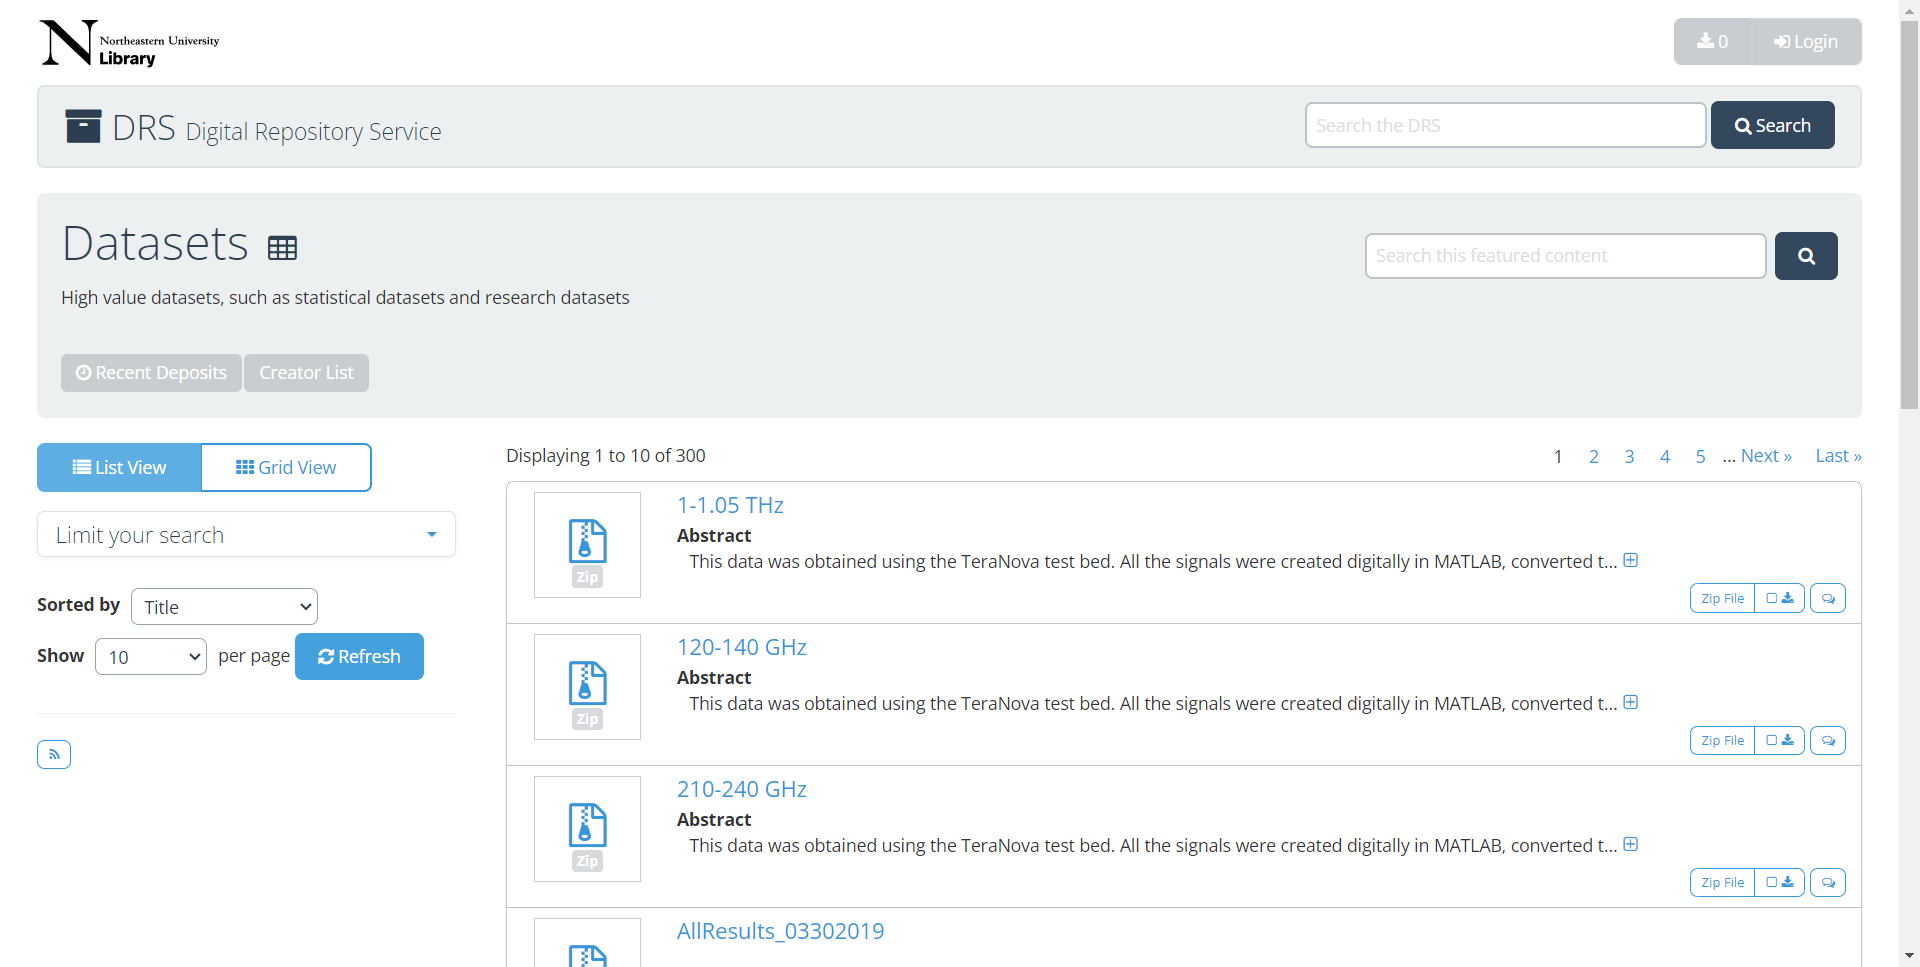 Northeastern University
Library
0
Login
DRS Digital Repository Service
Search the DRS
Search
Datasets
Search this featured content
High value datasets, such as statistical datasets and research datasets
Recent Deposits
Creator List
List View
Grid View
Displaying 1 to 10 of 300
1 2 3 4 5 ... Next » Last »
Limit your search
Sorted by Title
Show 10 per page Refresh
1-1.05 THz
Abstract
This data was obtained using the TeraNova test bed. All the signals were created digitally in MATLAB, converted t...
Zip
Zip File
120-140 GHz
Abstract
This data was obtained using the TeraNova test bed. All the signals were created digitally in MATLAB, converted t...
Zip
Zip File
210-240 GHz
Abstract
This data was obtained using the TeraNova test bed. All the signals were created digitally in MATLAB, converted t...
Zip
Zip File
AllResults_03302019